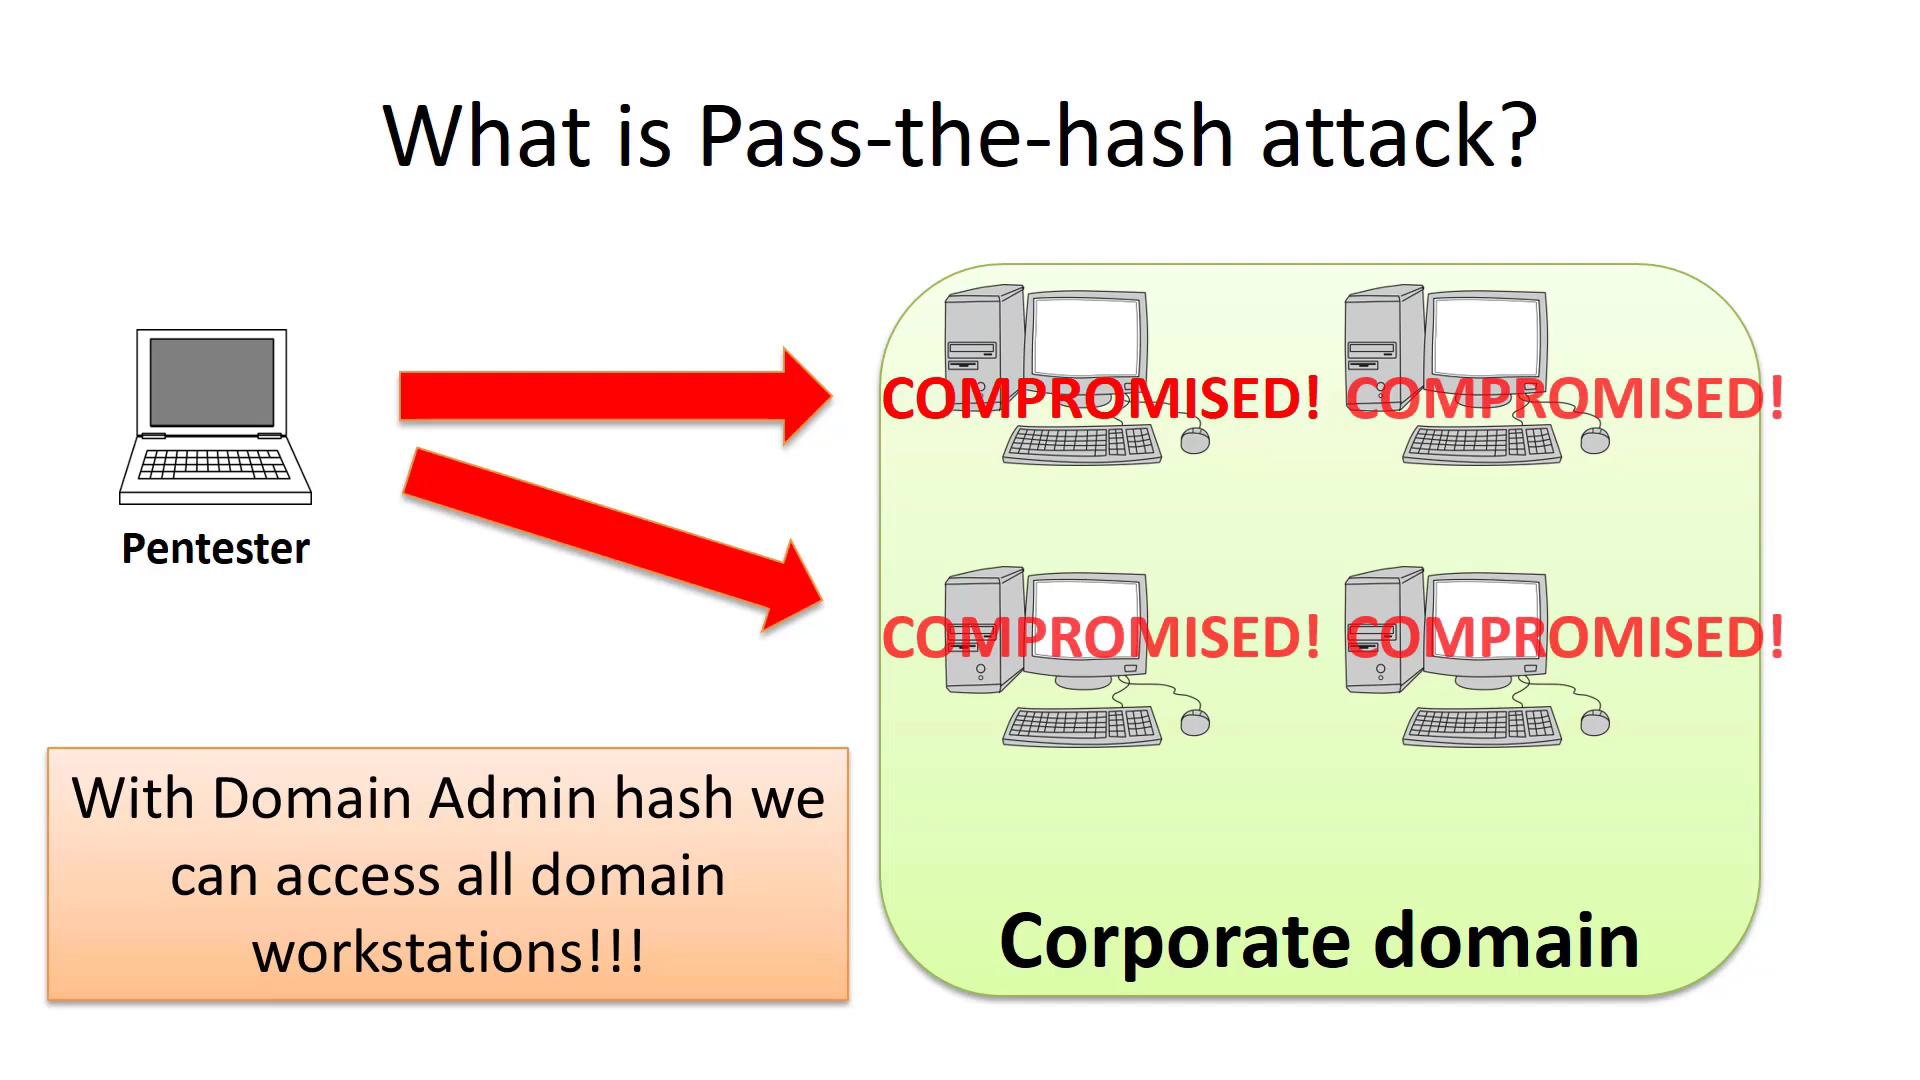 What is Pass-the-hash attack?
COMPROMISED! COMPROMISED!
Pentester
COMPROMISED! COMPROMISED!
With Domain Admin hash we
can access all domain
workstations!!!
Corporate domain